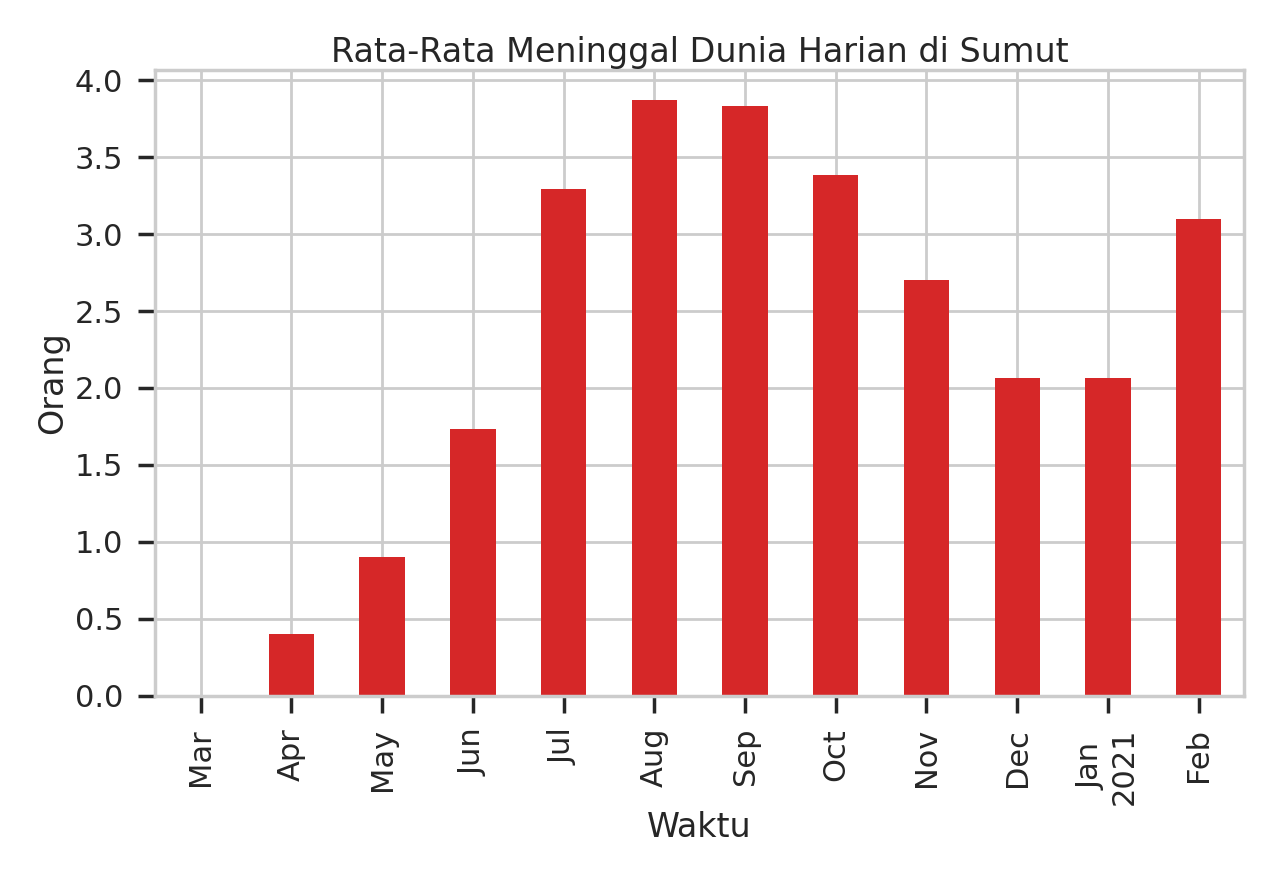 Rata-Rata Meninggal Dunia Harian di Sumut
4.0
3.5
3.0
2.5
2.0
1.5
1.0
0.5
0.0
Orang
Mar
Apr
May
Jun
Jul
Aug
Sep
Oct
Nov
Dec
Jan
2021
Feb
Waktu